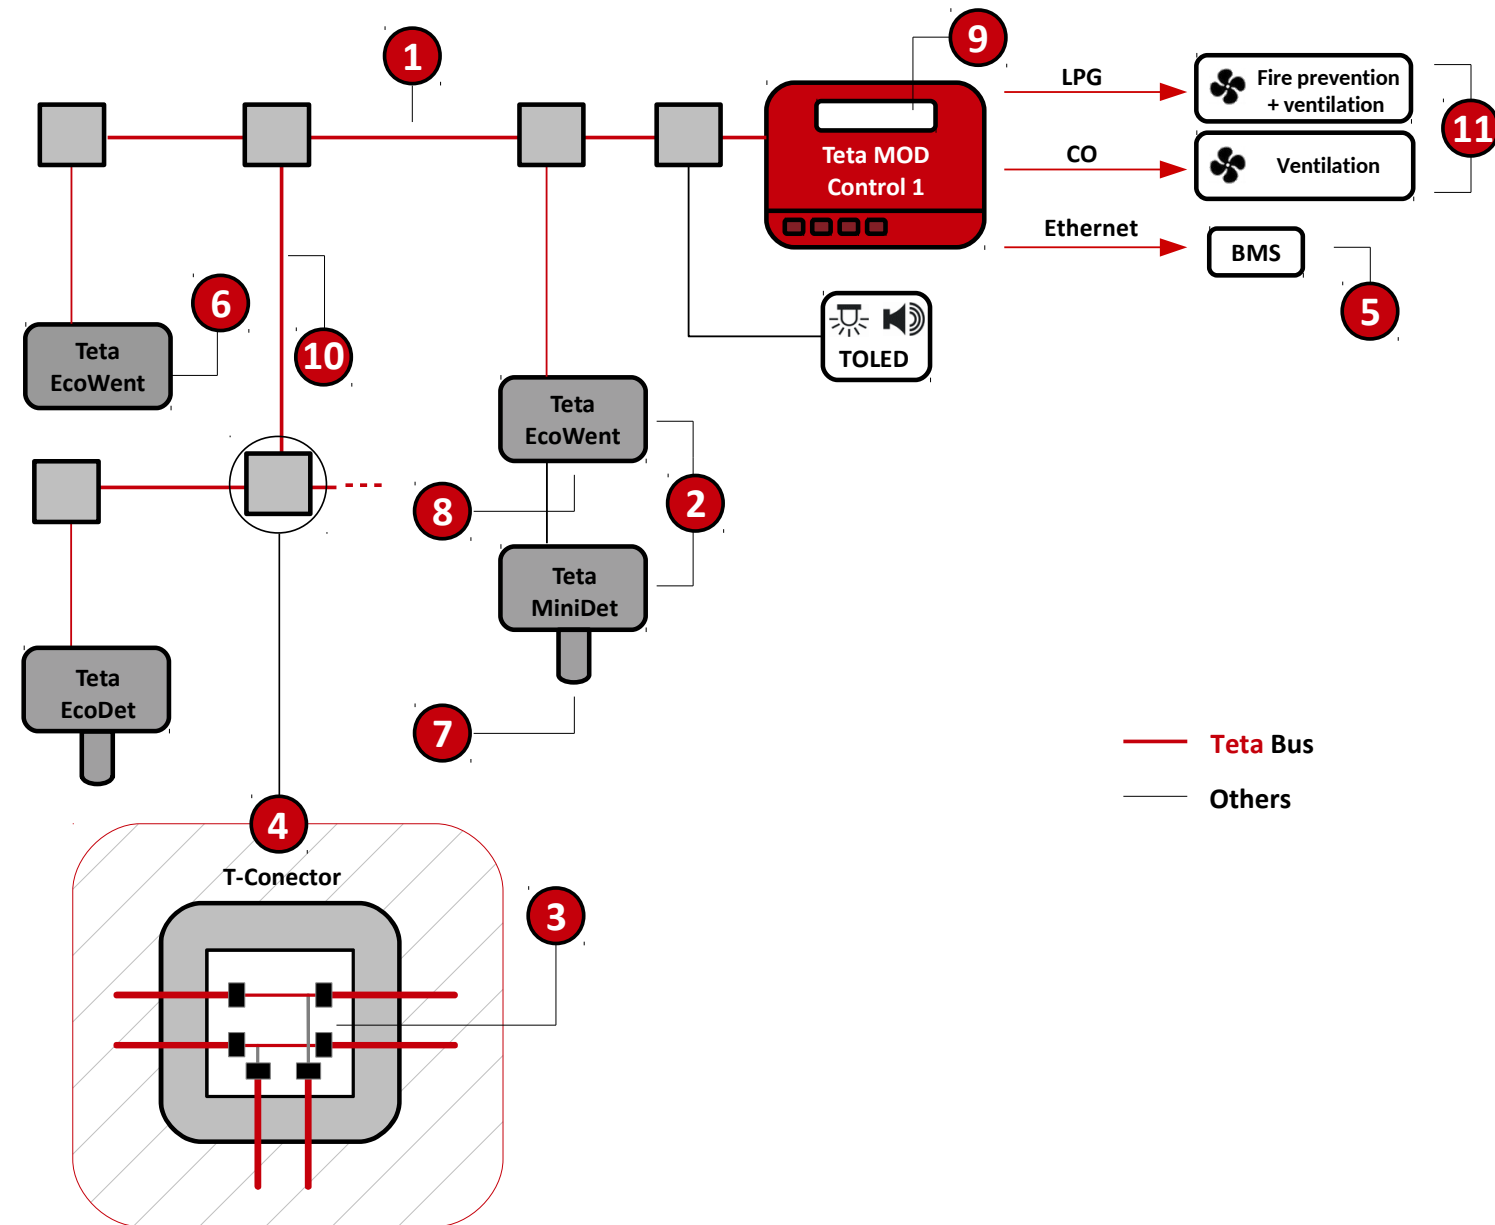 1
9
LPG
Fire prevention
+ ventilation
11
Teta MOD
Control 1
CO
Ventilation
Ethernet
BMS
5
6
10
TOLED
Teta
EcoWent
Teta
EcoWent
8
2
Teta
MiniDet
Teta
EcoDet
7
Teta Bus
Others
4
T-Conector
3